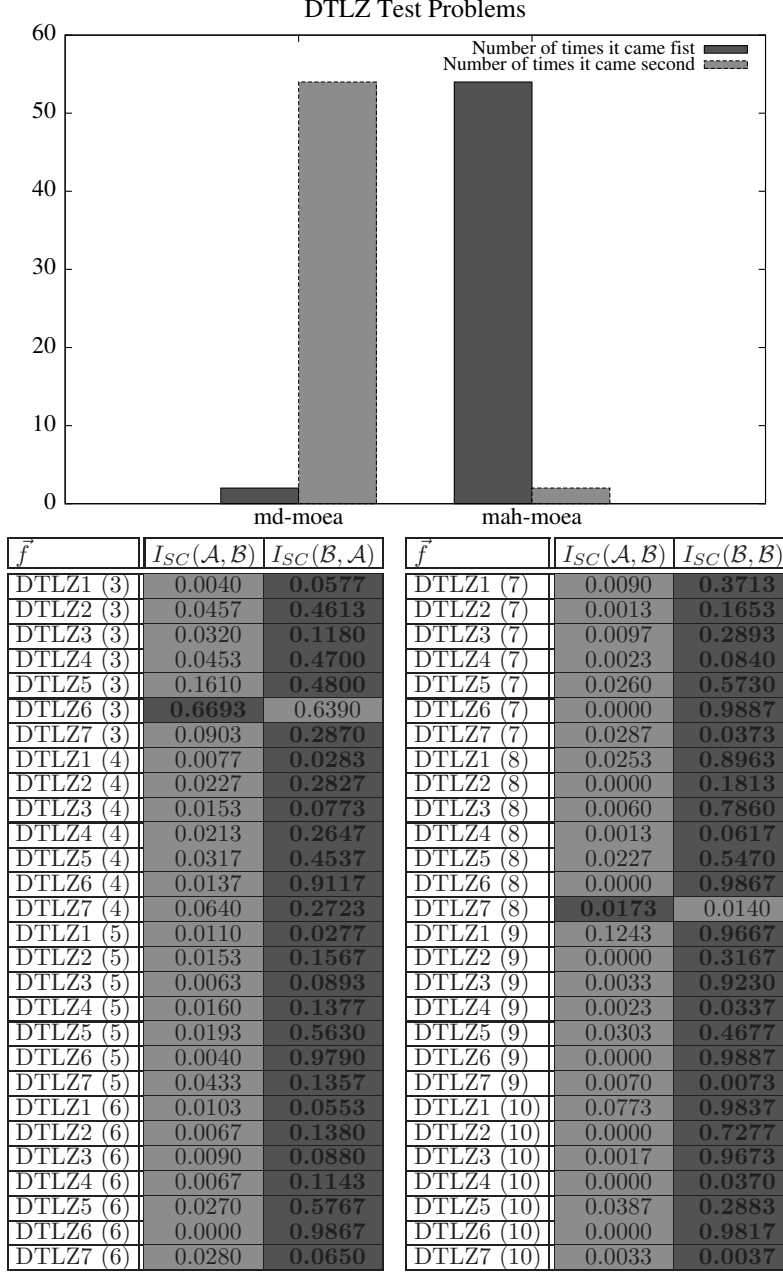 DTLZ Test Problems
60
50
40
30
20
10
0
Number of times it came fist
Number of times it came second
md-moea
mah-moea
f⃗ I_SC(A, B) I_SC(B, A)
DTLZ1 (3) 0.0040 0.0577
DTLZ2 (3) 0.0457 0.4613
DTLZ3 (3) 0.0320 0.1180
DTLZ4 (3) 0.0453 0.4700
DTLZ5 (3) 0.1610 0.4800
DTLZ6 (3) 0.6693 0.6390
DTLZ7 (3) 0.0903 0.2870
DTLZ1 (4) 0.0077 0.0283
DTLZ2 (4) 0.0227 0.2827
DTLZ3 (4) 0.0153 0.0773
DTLZ4 (4) 0.0213 0.2647
DTLZ5 (4) 0.0317 0.4537
DTLZ6 (4) 0.0137 0.9117
DTLZ7 (4) 0.0640 0.2723
DTLZ1 (5) 0.0110 0.0277
DTLZ2 (5) 0.0153 0.1567
DTLZ3 (5) 0.0063 0.0893
DTLZ4 (5) 0.0160 0.1377
DTLZ5 (5) 0.0193 0.5630
DTLZ6 (5) 0.0040 0.9790
DTLZ7 (5) 0.0433 0.1357
DTLZ1 (6) 0.0103 0.0553
DTLZ2 (6) 0.0067 0.1380
DTLZ3 (6) 0.0090 0.0880
DTLZ4 (6) 0.0067 0.1143
DTLZ5 (6) 0.0270 0.5767
DTLZ6 (6) 0.0000 0.9867
DTLZ7 (6) 0.0280 0.0650
f⃗ I_SC(A, B) I_SC(B, B)
DTLZ1 (7) 0.0090 0.3713
DTLZ2 (7) 0.0013 0.1653
DTLZ3 (7) 0.0097 0.2893
DTLZ4 (7) 0.0023 0.0840
DTLZ5 (7) 0.0260 0.5730
DTLZ6 (7) 0.0000 0.9887
DTLZ7 (7) 0.0287 0.0373
DTLZ1 (8) 0.0253 0.8963
DTLZ2 (8) 0.0000 0.1813
DTLZ3 (8) 0.0060 0.7860
DTLZ4 (8) 0.0013 0.0617
DTLZ5 (8) 0.0227 0.5470
DTLZ6 (8) 0.0000 0.9867
DTLZ7 (8) 0.0173 0.0140
DTLZ1 (9) 0.1243 0.9667
DTLZ2 (9) 0.0000 0.3167
DTLZ3 (9) 0.0033 0.9230
DTLZ4 (9) 0.0023 0.0337
DTLZ5 (9) 0.0303 0.4677
DTLZ6 (9) 0.0000 0.9887
DTLZ7 (9) 0.0070 0.0073
DTLZ1 (10) 0.0773 0.9837
DTLZ2 (10) 0.0000 0.7277
DTLZ3 (10) 0.0017 0.9673
DTLZ4 (10) 0.0000 0.0370
DTLZ5 (10) 0.0387 0.2883
DTLZ6 (10) 0.0000 0.9817
DTLZ7 (10) 0.0033 0.0037